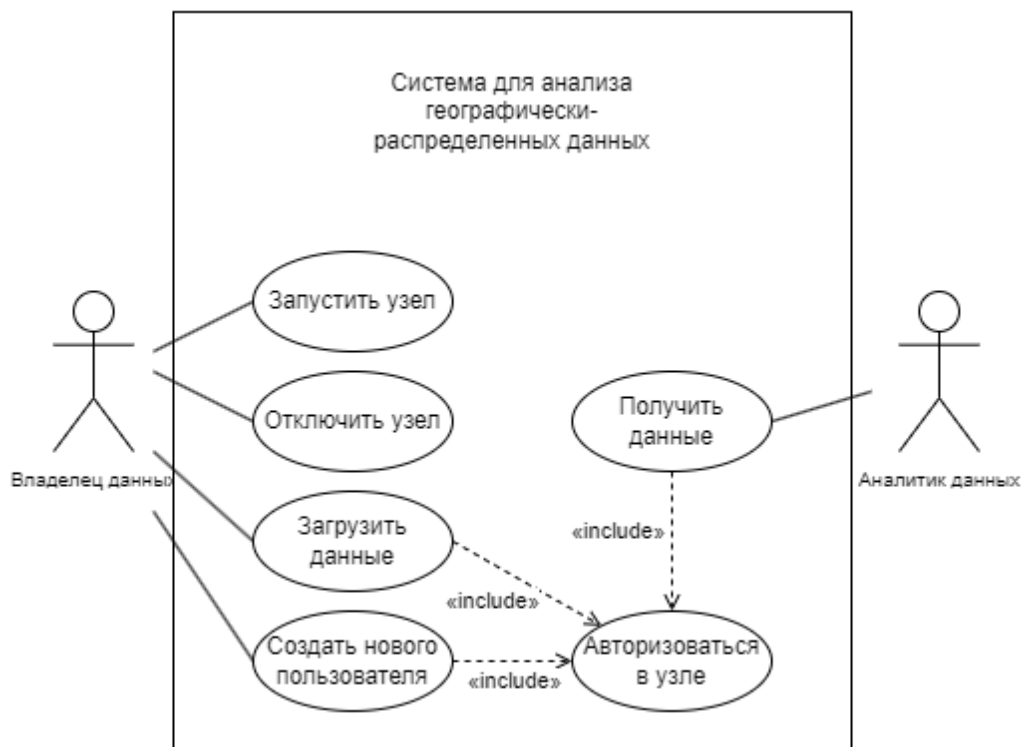 Система для анализа
географически-
распределенных данных
Запустить узел
Отключить узел
Получить
данные
Владелец данных
Аналитик данных
Загрузить
данные
«include»
«include»
Создать нового
пользователя
«include»
Авторизоваться
в узле